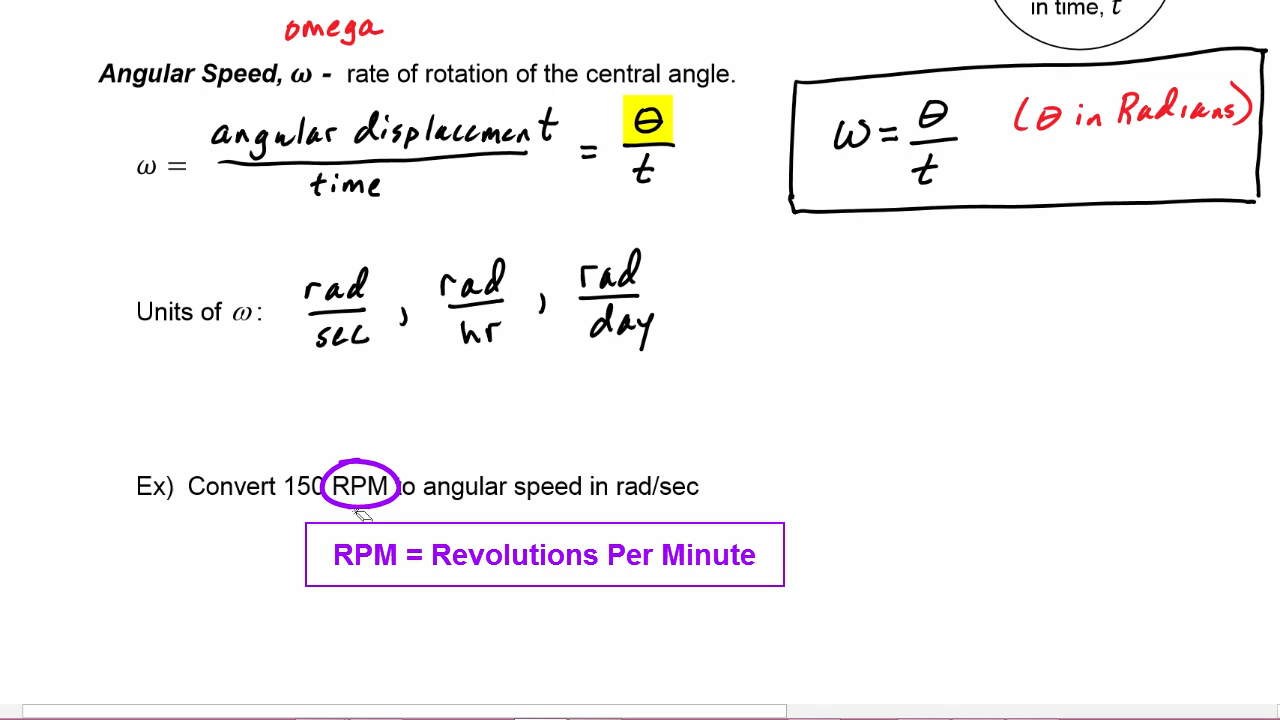 in time, t
omega
Angular Speed, ω - rate of rotation of the central angle.
ω = angular displacement / time = θ / t
ω = θ / t (θ in Radians)
Units of ω: rad / sec , rad / hr , rad / day
Ex) Convert 150 RPM to angular speed in rad/sec
RPM = Revolutions Per Minute